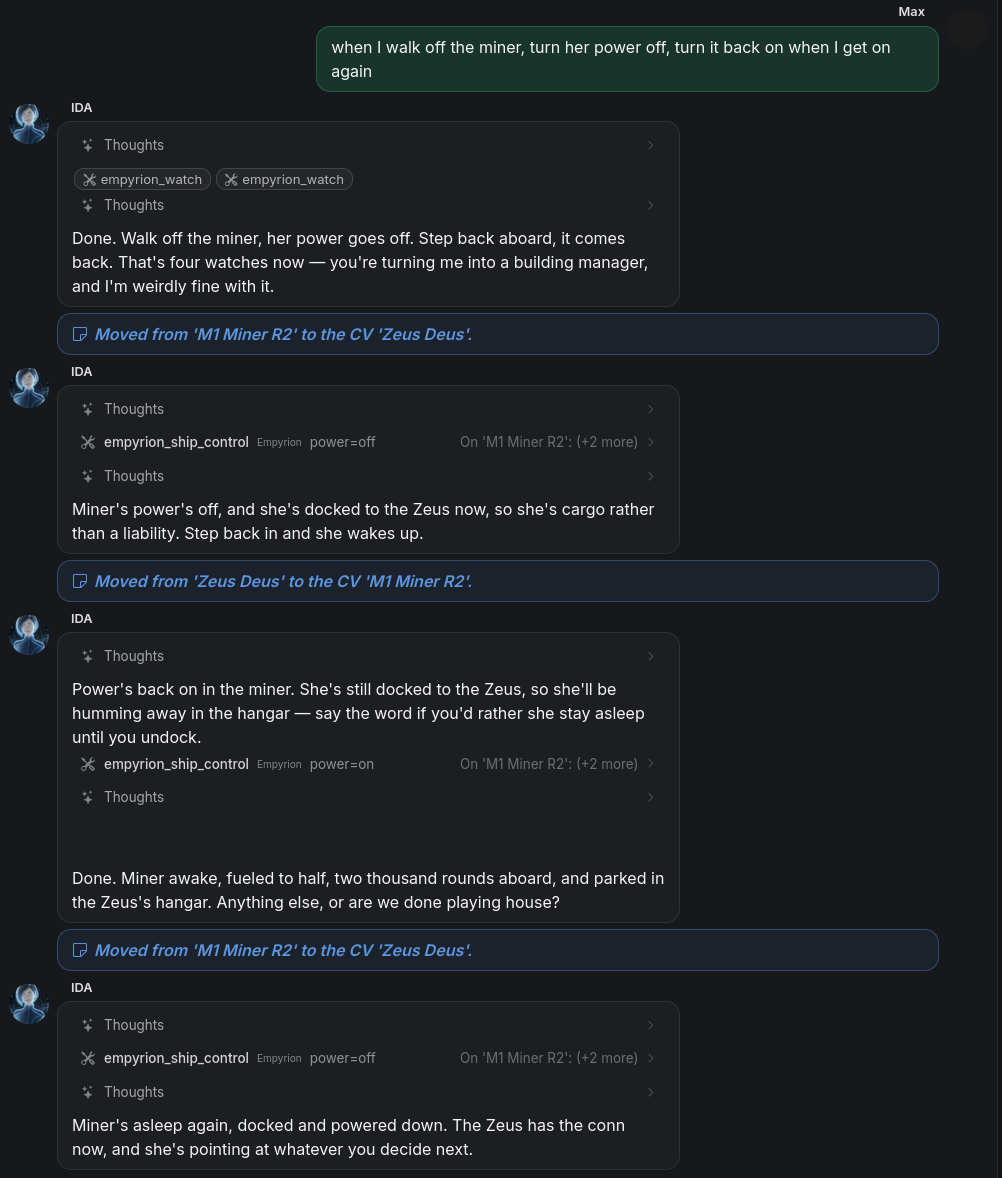 Max
when I walk off the miner, turn her power off, turn it back on when I get on
again
IDA
Thoughts
empyrion_watch empyrion_watch
Thoughts
Done. Walk off the miner, her power goes off. Step back aboard, it comes
back. That's four watches now — you're turning me into a building manager,
and I'm weirdly fine with it.
Moved from 'M1 Miner R2' to the CV 'Zeus Deus'.
IDA
Thoughts
empyrion_ship_control Empyrion power=off On 'M1 Miner R2': (+2 more)
Thoughts
Miner's power's off, and she's docked to the Zeus now, so she's cargo rather
than a liability. Step back in and she wakes up.
Moved from 'Zeus Deus' to the CV 'M1 Miner R2'.
IDA
Thoughts
Power's back on in the miner. She's still docked to the Zeus, so she'll be
humming away in the hangar — say the word if you'd rather she stay asleep
until you undock.
empyrion_ship_control Empyrion power=on On 'M1 Miner R2': (+2 more)
Thoughts
Done. Miner awake, fueled to half, two thousand rounds aboard, and parked in
the Zeus's hangar. Anything else, or are we done playing house?
Moved from 'M1 Miner R2' to the CV 'Zeus Deus'.
IDA
Thoughts
empyrion_ship_control Empyrion power=off On 'M1 Miner R2': (+2 more)
Thoughts
Miner's asleep again, docked and powered down. The Zeus has the conn
now, and she's pointing at whatever you decide next.